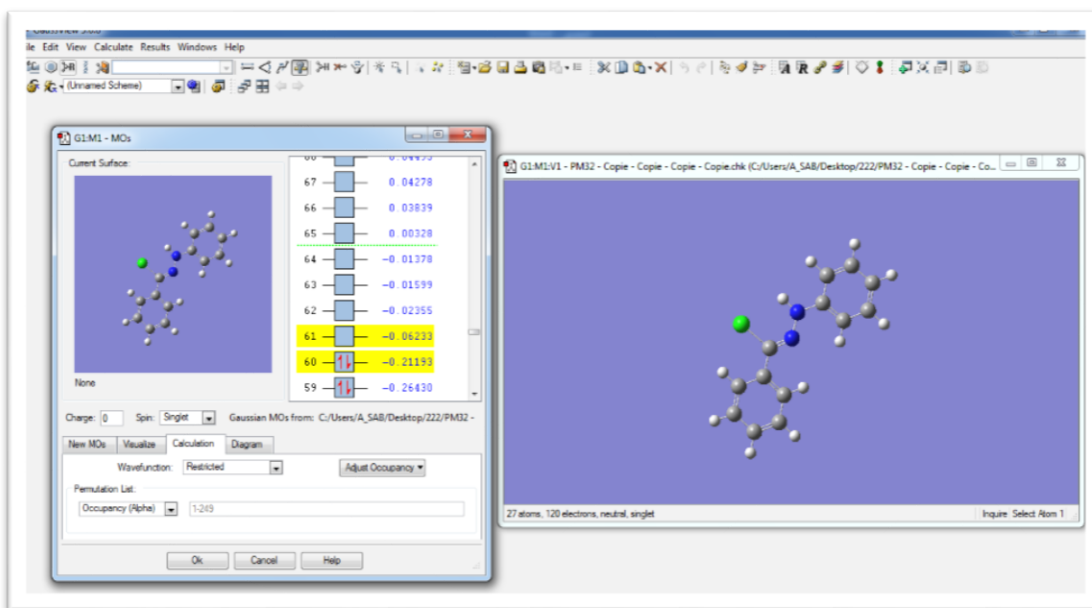 File Edit View Calculate Results Windows Help
(Unnamed Scheme)
G1:M1 - MOs
Current Surface:
None
67 0.04278
66 0.03839
65 0.00328
64 -0.01378
63 -0.01599
62 -0.02355
61 -0.06233
60 -0.21193
59 -0.26430
Charge: 0 Spin: Singlet Gaussian MOs from: C:/Users/A_SAB/Desktop/222/PM32 -
New MOs Visualize Calculation Diagram
Wavefunction: Restricted Adjust Occupancy
Permutation List:
Occupancy (Alpha) 1-249
Ok Cancel Help
G1:M1:V1 - PM32 - Copie - Copie - Copie - Copie.chk (C:/Users/A_SAB/Desktop/222/PM32 - Copie - Copie - Co...
27 atoms, 120 electrons, neutral, singlet
Inquire Select Atom 1